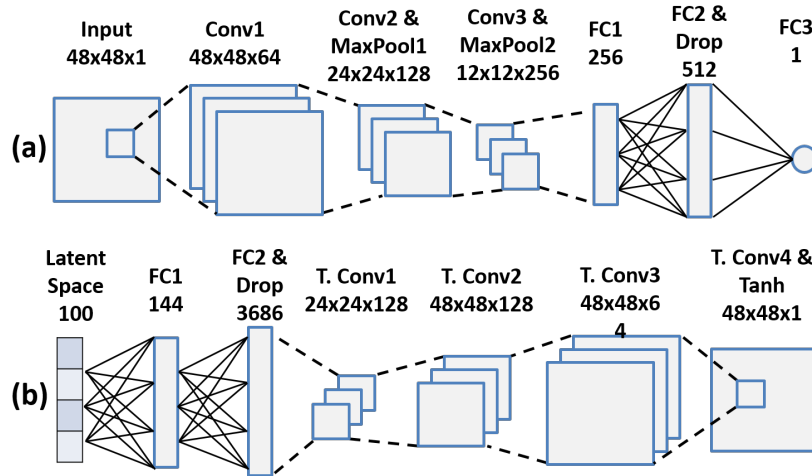 Input
48x48x1
Conv1
48x48x64
Conv2 &
MaxPool1
24x24x128
Conv3 &
MaxPool2
12x12x256
FC1
256
FC2 &
Drop
512
FC3
1
(a)
Latent
Space
100
FC1
144
FC2 &
Drop
3686
T. Conv1
24x24x128
T. Conv2
48x48x128
T. Conv3
48x48x6
4
T. Conv4 &
Tanh
48x48x1
(b)